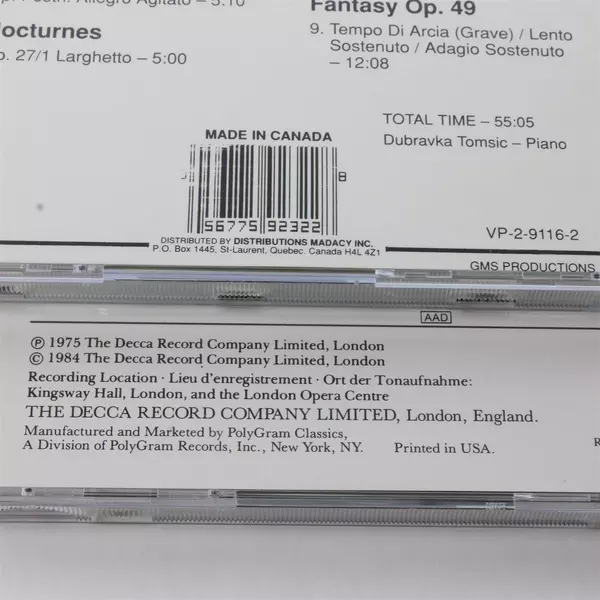 Allegro Agitato – 5:10
Nocturnes
Op. 27/1 Larghetto – 5:00
Fantasy Op. 49
9. Tempo Di Arcia (Grave) / Lento
Sostenuto / Adagio Sostenuto
– 12:08
TOTAL TIME – 55:05
Dubravka Tomsic – Piano
MADE IN CANADA
56775 92322
DISTRIBUTED BY DISTRIBUTIONS MADACY INC.
P.O. Box 1445, St-Laurent, Quebec. Canada H4L 4Z1
VP-2-9116-2
GMS PRODUCTIONS
AAD
Ⓟ 1975 The Decca Record Company Limited, London
© 1984 The Decca Record Company Limited, London
Recording Location · Lieu d'enregistrement · Ort der Tonaufnahme:
Kingsway Hall, London, and the London Opera Centre
THE DECCA RECORD COMPANY LIMITED, London, England.
Manufactured and Marketed by PolyGram Classics,
A Division of PolyGram Records, Inc., New York, NY. Printed in USA.